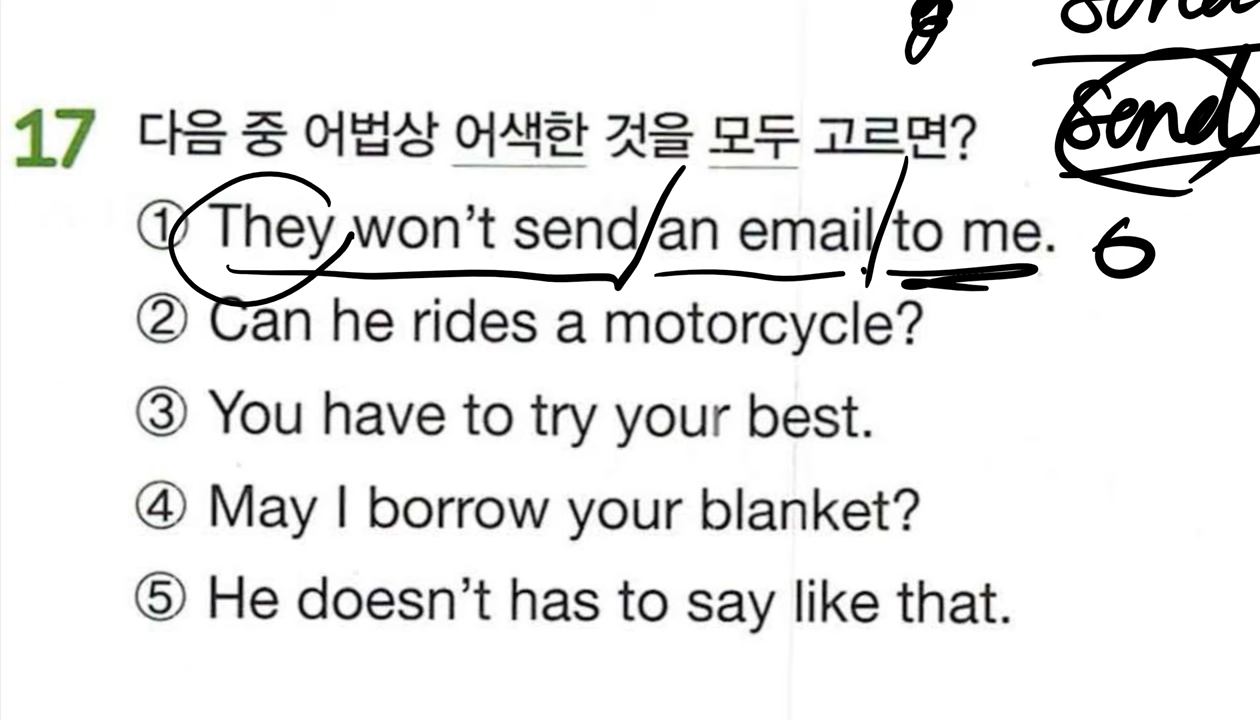 send
17 다음 중 어법상 어색한 것을 모두 고르면?
① They won't send an email to me. 6
② Can he rides a motorcycle?
③ You have to try your best.
④ May I borrow your blanket?
⑤ He doesn't has to say like that.